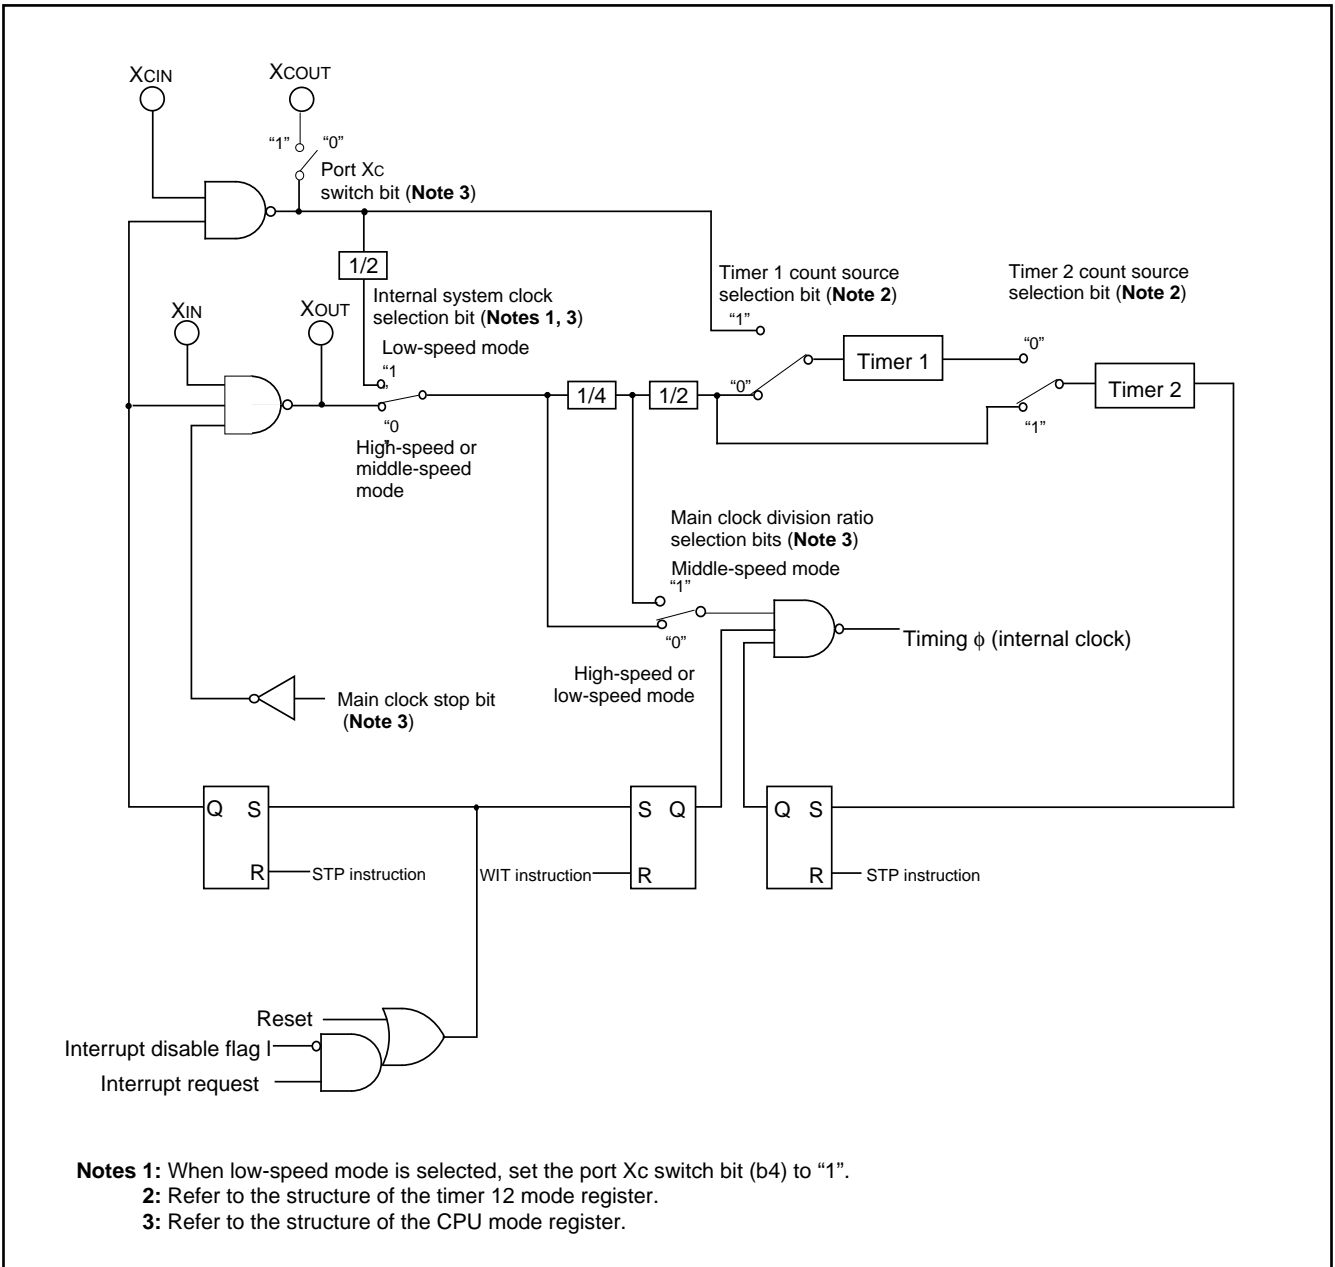 XCIN
XCOUT
“1”
“0”
Port XC
switch bit (Note 3)
1/2
Timer 1 count source
selection bit (Note 2)
Timer 2 count source
selection bit (Note 2)
Internal system clock
selection bit (Notes 1, 3)
XIN
XOUT
“1”
“0”
Low-speed mode
Timer 1
“1
”
1/4
1/2
“0”
Timer 2
“0
”
“1”
High-speed or
middle-speed
mode
Main clock division ratio
selection bits (Note 3)
Middle-speed mode
“1”
“0”
Timing ϕ (internal clock)
High-speed or
low-speed mode
Main clock stop bit
(Note 3)
Q S
S Q
Q S
R
STP instruction
WIT instruction
R
R
STP instruction
Reset
Interrupt disable flag I
Interrupt request
Notes 1: When low-speed mode is selected, set the port Xc switch bit (b4) to “1”.
2: Refer to the structure of the timer 12 mode register.
3: Refer to the structure of the CPU mode register.